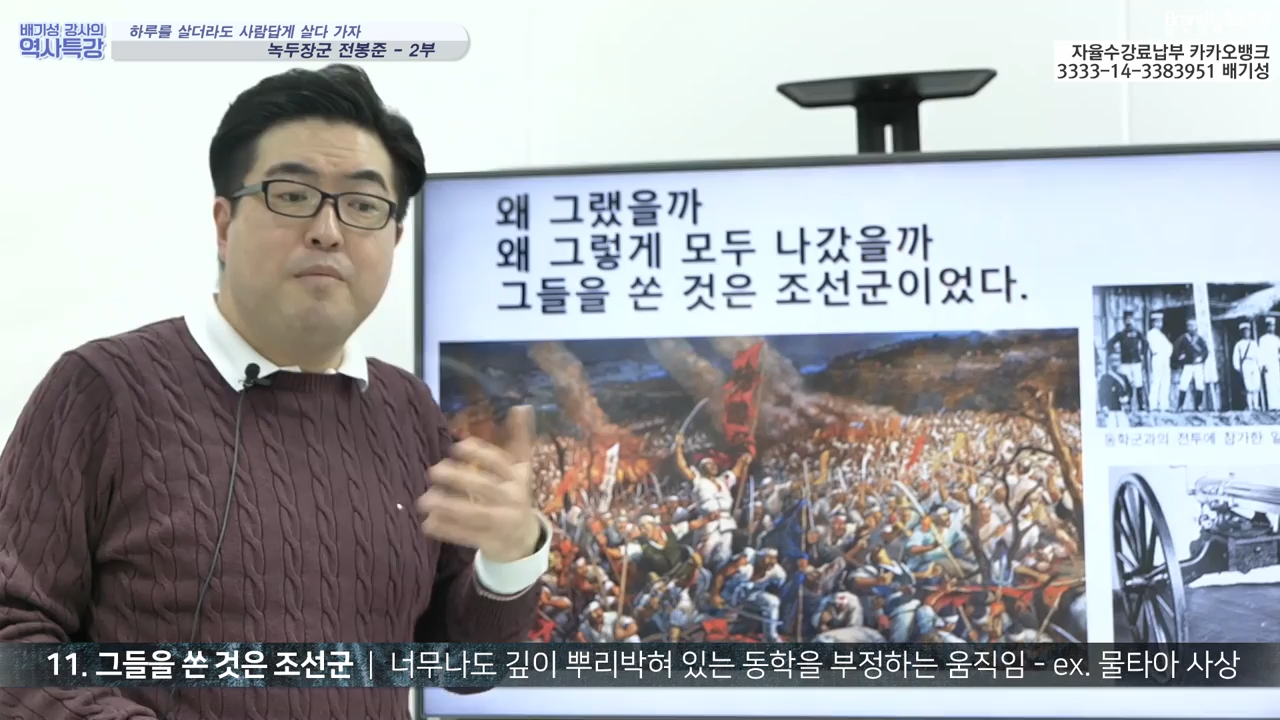 배기성 강사의
역사특강
하루를 살더라도 사람답게 살다 가자
녹두장군 전봉준 - 2부
자율수강료납부 카카오뱅크
3333-14-3383951 배기성
왜 그랬을까
왜 그렇게 모두 나갔을까
그들을 쏜 것은 조선군이었다.
동학군과의 전투에 참가한 일
11. 그들을 쏜 것은 조선군 | 너무나도 깊이 뿌리박혀 있는 동학을 부정하는 움직임 - ex. 물타아 사상